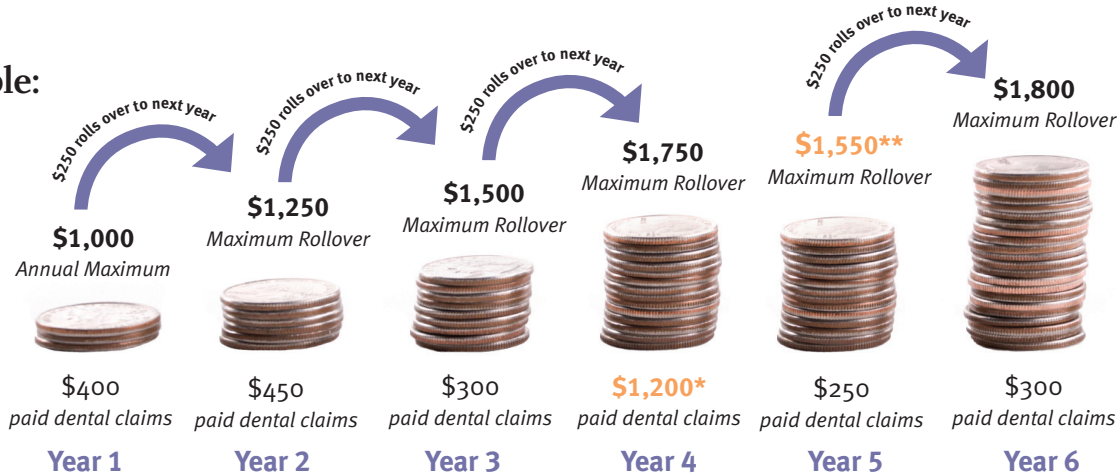 ple:
$250 rolls over to next year
$250 rolls over to next year
$250 rolls over to next year
$250 rolls over to next year
$1,000
Annual Maximum
$1,250
Maximum Rollover
$1,500
Maximum Rollover
$1,750
Maximum Rollover
$1,550**
Maximum Rollover
$1,800
Maximum Rollover
$400
paid dental claims
$450
paid dental claims
$300
paid dental claims
$1,200*
paid dental claims
$250
paid dental claims
$300
paid dental claims
Year 1
Year 2
Year 3
Year 4
Year 5
Year 6